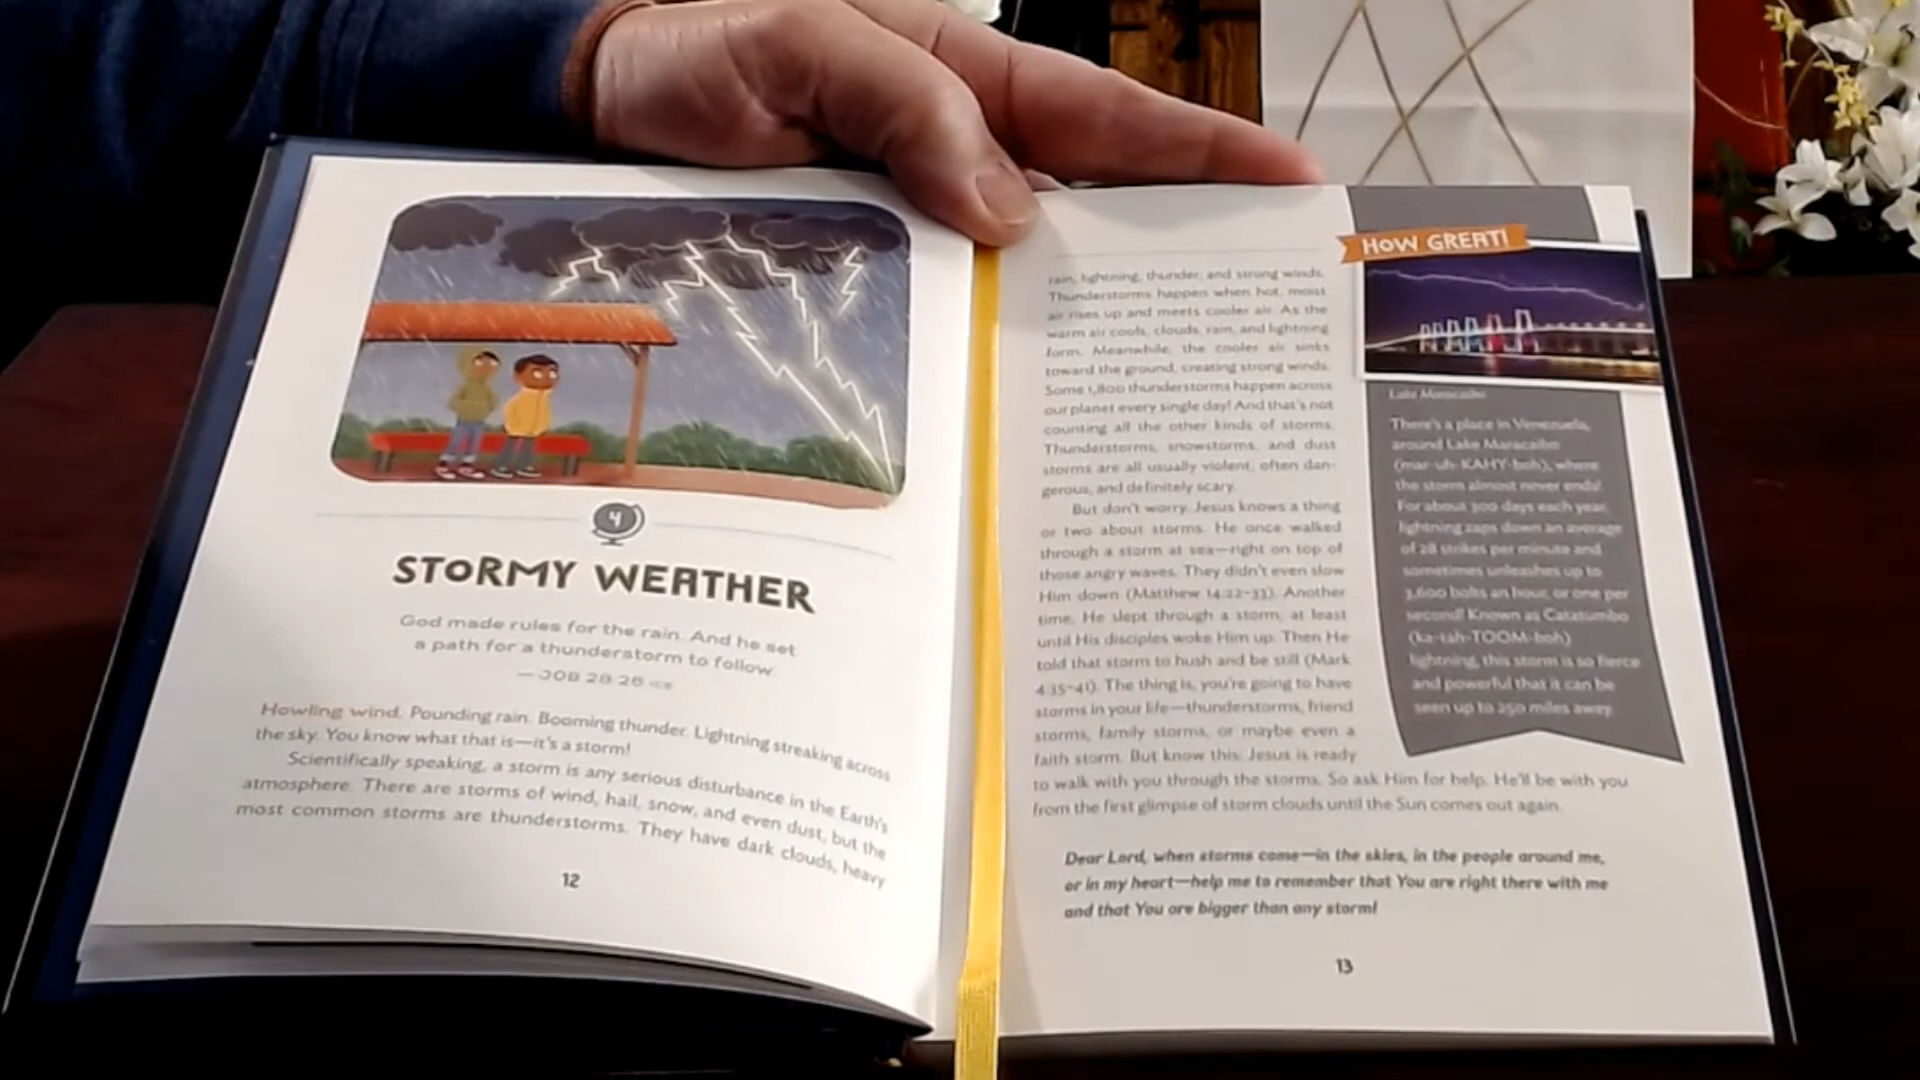 4
STORMY WEATHER
God made rules for the rain. And he set
a path for a thunderstorm to follow.
— JOB 28:26 ICB
Howling wind. Pounding rain. Booming thunder. Lightning streaking across
the sky. You know what that is—it's a storm!
Scientifically speaking, a storm is any serious disturbance in the Earth's
atmosphere. There are storms of wind, hail, snow, and even dust, but the
most common storms are thunderstorms. They have dark clouds, heavy
12
rain, lightning, thunder, and strong winds.
Thunderstorms happen when hot, moist
air rises up and meets cooler air. As the
warm air cools, clouds, rain, and lightning
form. Meanwhile, the cooler air sinks
toward the ground, creating strong winds.
Some 1,800 thunderstorms happen across
our planet every single day! And that's not
counting all the other kinds of storms.
Thunderstorms, snowstorms, and dust
storms are all usually violent, often dan-
gerous, and definitely scary.
But don't worry. Jesus knows a thing
or two about storms. He once walked
through a storm at sea—right on top of
those angry waves. They didn't even slow
Him down (Matthew 14:22–33). Another
time, He slept through a storm, at least
until His disciples woke Him up. Then He
told that storm to hush and be still (Mark
4:35–41). The thing is, you're going to have
storms in your life—thunderstorms, friend
storms, family storms, or maybe even a
faith storm. But know this: Jesus is ready
to walk with you through the storms. So ask Him for help. He'll be with you
from the first glimpse of storm clouds until the Sun comes out again.
Dear Lord, when storms come—in the skies, in the people around me,
or in my heart—help me to remember that You are right there with me
and that You are bigger than any storm!
13
HOW GREAT!
Lake Maracaibo
There's a place in Venezuela,
around Lake Maracaibo
(mar-uh-KAHY-boh), where
the storm almost never ends!
For about 300 days each year,
lightning zaps down an average
of 28 strikes per minute and
sometimes unleashes up to
3,600 bolts an hour, or one per
second! Known as Catatumbo
(ka-tah-TOOM-boh)
lightning, this storm is so fierce
and powerful that it can be
seen up to 250 miles away.